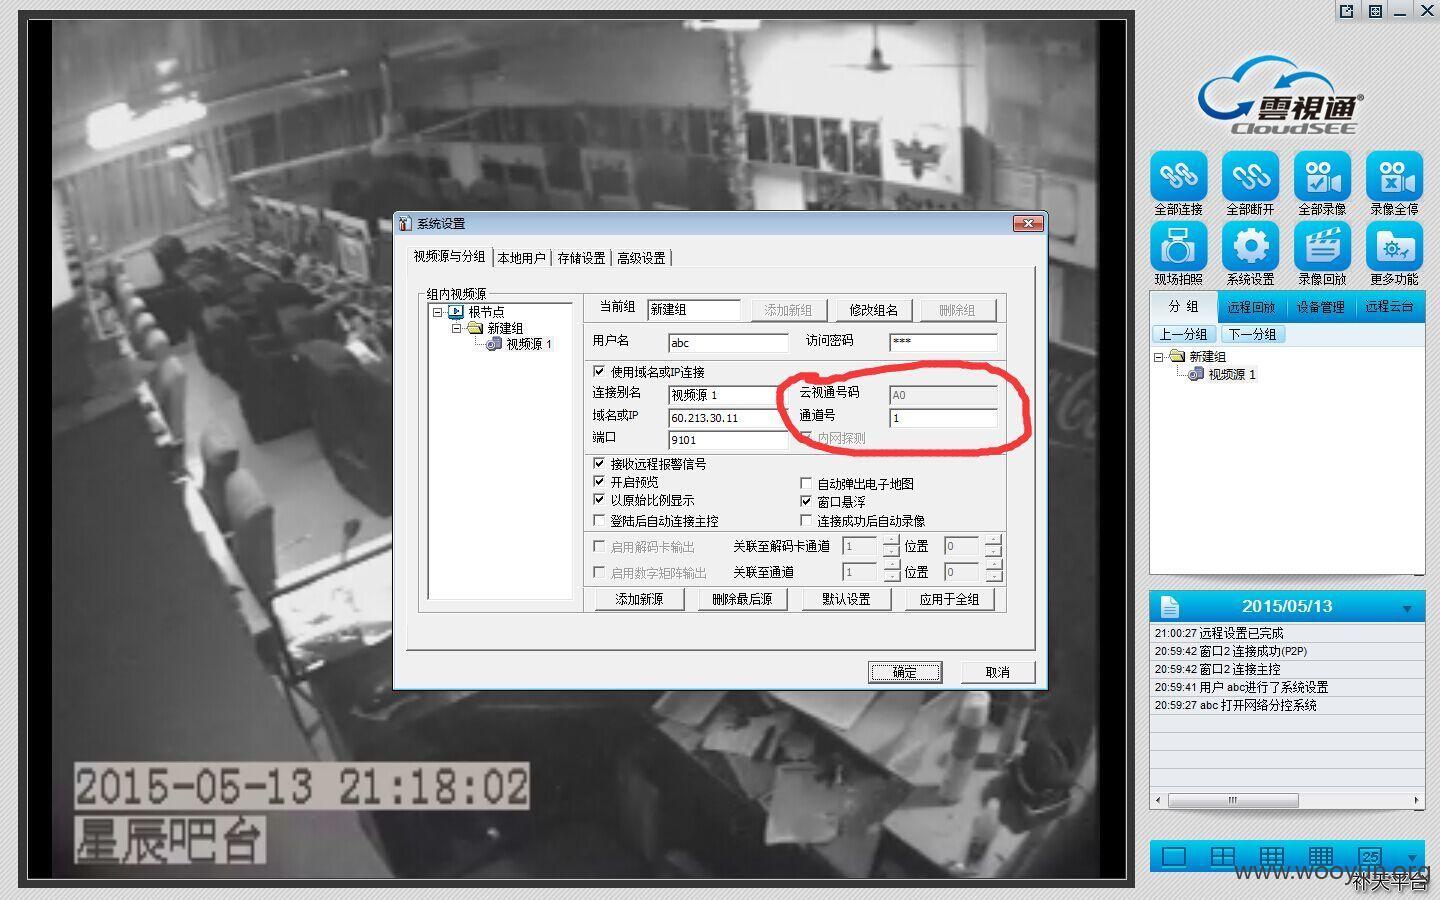 雲視通®
CloudSEE
全部连接 全部断开 全部录像 录像全停
现场拍照 系统设置 录像回放 更多功能
分 组 远程回放 设备管理 远程云台
上一分组 下一分组
新建组
视频源 1
系统设置
视频源与分组 本地用户 存储设置 高级设置
组内视频源
根节点
新建组
视频源 1
当前组 新建组 添加新组 修改组名 删除组
用户名 abc 访问密码 ***
使用域名或IP连接
连接别名 视频源 1 云视通号码 A0
域名或IP 60.213.30.11 通道号 1
端口 9101 内网探测
接收远程报警信号
开启预览 自动弹出电子地图
以原始比例显示 窗口悬浮
登陆后自动连接主控 连接成功后自动录像
启用解码卡输出 关联至解码卡通道 1 位置 0
启用数字矩阵输出 关联至通道 1 位置 0
添加新源 删除最后源 默认设置 应用于全组
确定 取消
2015/05/13
21:00:27 远程设置已完成
20:59:42 窗口2 连接成功(P2P)
20:59:42 窗口2 连接主控
20:59:41 用户 abc进行了系统设置
20:59:27 abc 打开网络分控系统
2015-05-13 21:18:02
星辰吧台
25
www.wooyun.org
补天平台